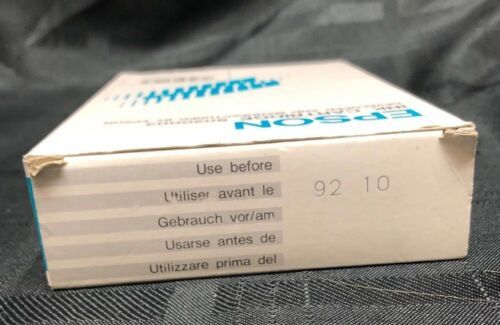 EPSON
Use before
Utiliser avant le
Gebrauch vor/am
Usarse antes de
Utilizzare prima del
92 10